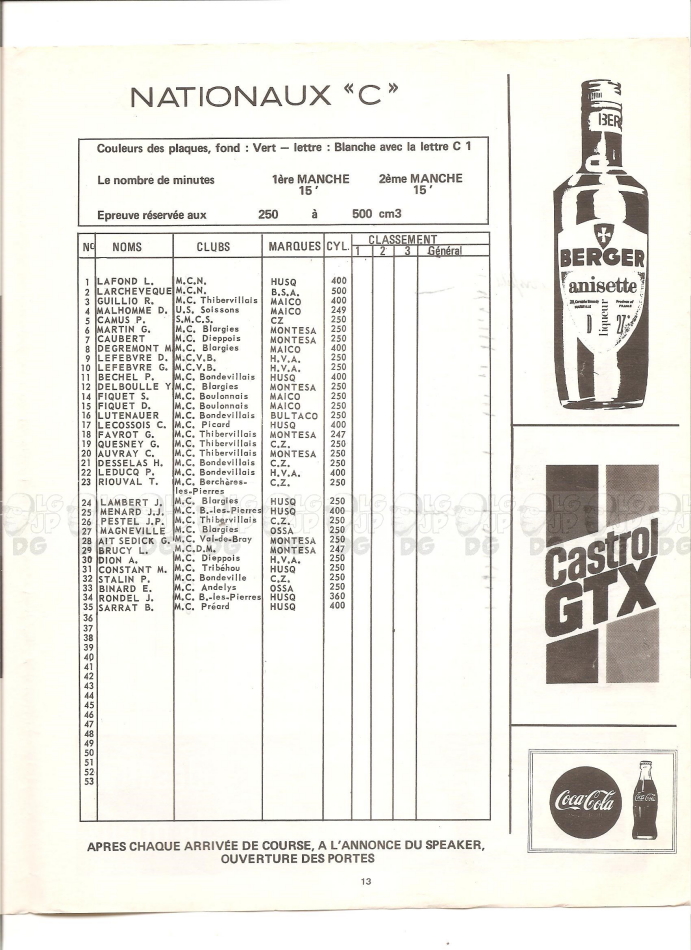 NATIONAUX "C"
Couleurs des plaques, fond : Vert — lettre : Blanche avec la lettre C 1
Le nombre de minutes 1ère MANCHE 2ème MANCHE
15' 15'
Epreuve réservée aux 250 à 500 cm3
CLASSEMENT
N° NOMS CLUBS MARQUES CYL. 1 2 3 Général
1 LAFOND L. M.C.N. HUSQ 400
2 LARCHEVEQUE M.C.N. B.S.A. 500
3 GUILLIO R. M.C. Thibervillais MAICO 400
4 MALHOMME D. U.S. Soissons MAICO 249
5 CAMUS P. S.M.C.S. CZ 250
6 MARTIN G. M.C. Blargies MONTESA 250
7 CAUBERT M.C. Dieppois MONTESA 250
8 DEGREMONT M. M.C. Blargies MAICO 400
9 LEFEBVRE D. M.C.V.B. H.V.A. 250
10 LEFEBVRE G. M.C.V.B. H.V.A. 250
11 BECHEL P. M.C. Bondevillais HUSQ 400
12 DELBOULLE Y M.C. Blargies MONTESA 250
14 FIQUET S. M.C. Boulonnais MAICO 250
15 FIQUET D. M.C. Boulonnais MAICO 250
16 LUTENAUER M.C. Bondevillais BULTACO 250
17 LECOSSOIS C. M.C. Picard HUSQ 400
18 FAVROT G. M.C. Thibervillais MONTESA 247
19 QUESNEY G. M.C. Thibervillais C.Z. 250
20 AUVRAY C. M.C. Thibervillais MONTESA 250
21 DESSELAS H. M.C. Bondevillais C.Z. 250
22 LEDUCQ P. M.C. Bondevillais H.V.A. 400
23 RIOUVAL T. M.C. Berchères- C.Z. 250
les-Pierres
24 LAMBERT J. M.C. Blargies HUSQ 250
25 MENARD J.J. M.C. B.-les-Pierres HUSQ 400
26 PESTEL J.P. M.C. Thibervillais C.Z. 250
27 MAGNEVILLE M.C. Blargies OSSA 250
28 AIT SEDICK G. M.C. Val-de-Bray MONTESA 250
29 BRUCY L. M.C.D.M. MONTESA 247
30 DION A. M.C. Dieppois H.V.A. 250
31 CONSTANT M. M.C. Tribéhou HUSQ 250
32 STALIN P. M.C. Bondeville C.Z. 250
33 BINARD E. M.C. Andelys OSSA 250
34 RONDEL J. M.C. B.-les-Pierres HUSQ 360
35 SARRAT B. M.C. Préard HUSQ 400
36
37
38
39
40
41
42
43
44
45
46
47
48
49
50
51
52
53
APRES CHAQUE ARRIVÉE DE COURSE, A L'ANNONCE DU SPEAKER,
OUVERTURE DES PORTES
13
BERGER
anisette
liqueur
27°
Castrol
GTX
Coca-Cola
Coca-Cola
LG
JP
DG